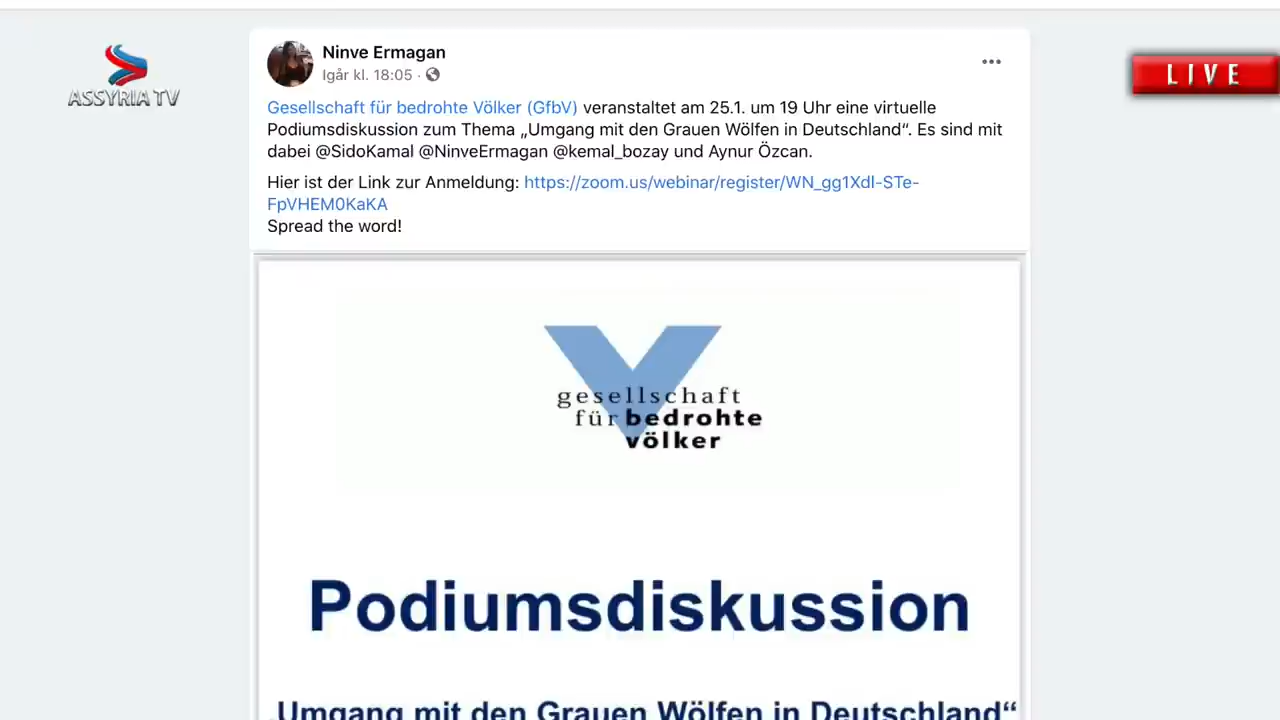 ASSYRIA TV
LIVE
Ninve Ermagan
Igår kl. 18:05 ·
Gesellschaft für bedrohte Völker (GfbV) veranstaltet am 25.1. um 19 Uhr eine virtuelle
Podiumsdiskussion zum Thema „Umgang mit den Grauen Wölfen in Deutschland“. Es sind mit
dabei @SidoKamal @NinveErmagan @kemal_bozay und Aynur Özcan.
Hier ist der Link zur Anmeldung: https://zoom.us/webinar/register/WN_gg1Xdl-STe-
FpVHEM0KaKA
Spread the word!
gesellschaft
für bedrohte
völker
Podiumsdiskussion
„Umgang mit den Grauen Wölfen in Deutschland“